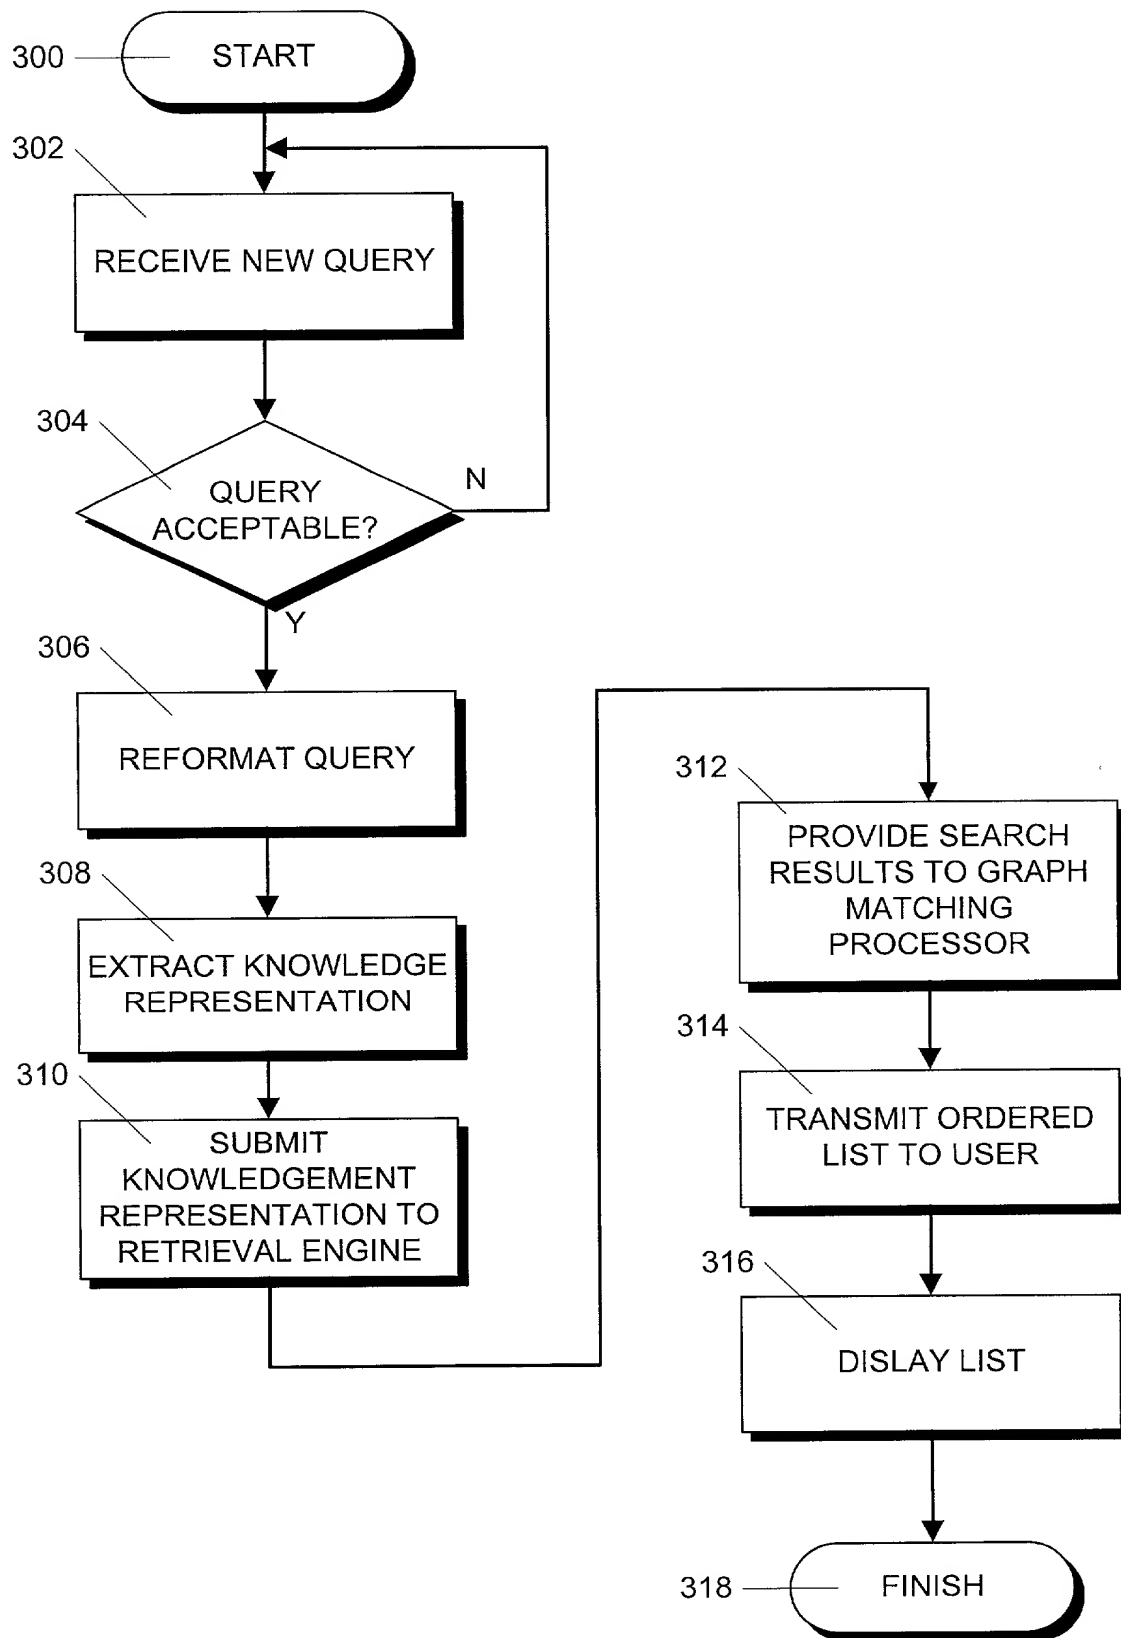 300
START
302
RECEIVE NEW QUERY
304
QUERY
ACCEPTABLE?
N
Y
306
REFORMAT QUERY
308
EXTRACT KNOWLEDGE
REPRESENTATION
310
SUBMIT
KNOWLEDGEMENT
REPRESENTATION TO
RETRIEVAL ENGINE
312
PROVIDE SEARCH
RESULTS TO GRAPH
MATCHING
PROCESSOR
314
TRANSMIT ORDERED
LIST TO USER
316
DISLAY LIST
318
FINISH